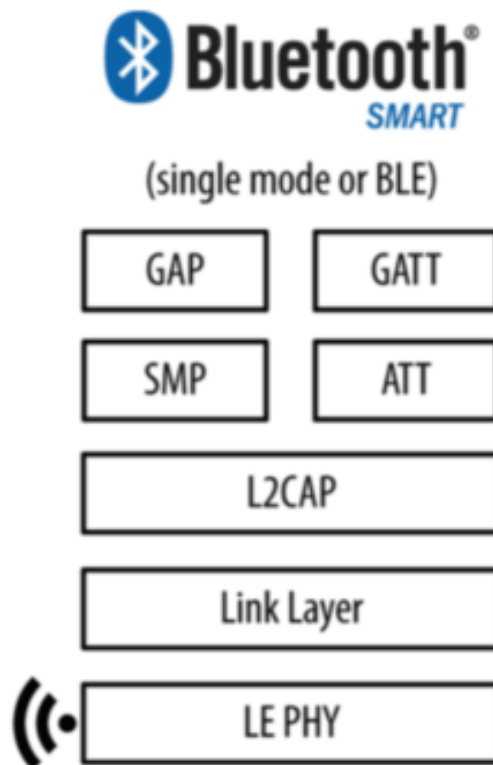 Bluetooth®
SMART
(single mode or BLE)
GAP GATT
SMP ATT
L2CAP
Link Layer
LE PHY